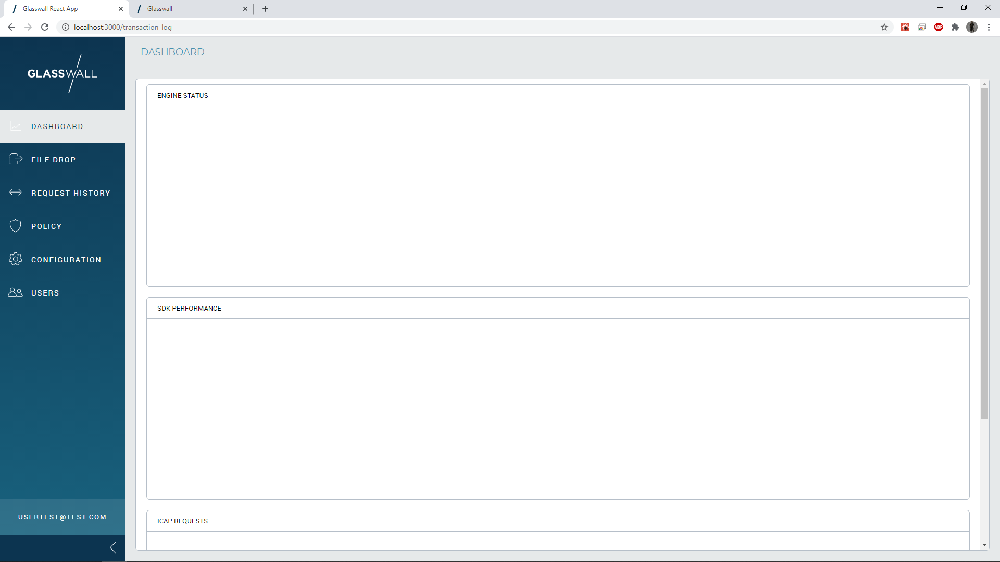 Glasswall React App
Glasswall
localhost:3000/transaction-log
ABP
GLASSWALL
DASHBOARD
DASHBOARD
FILE DROP
REQUEST HISTORY
POLICY
CONFIGURATION
USERS
USERTEST@TEST.COM
ENGINE STATUS
SDK PERFORMANCE
ICAP REQUESTS